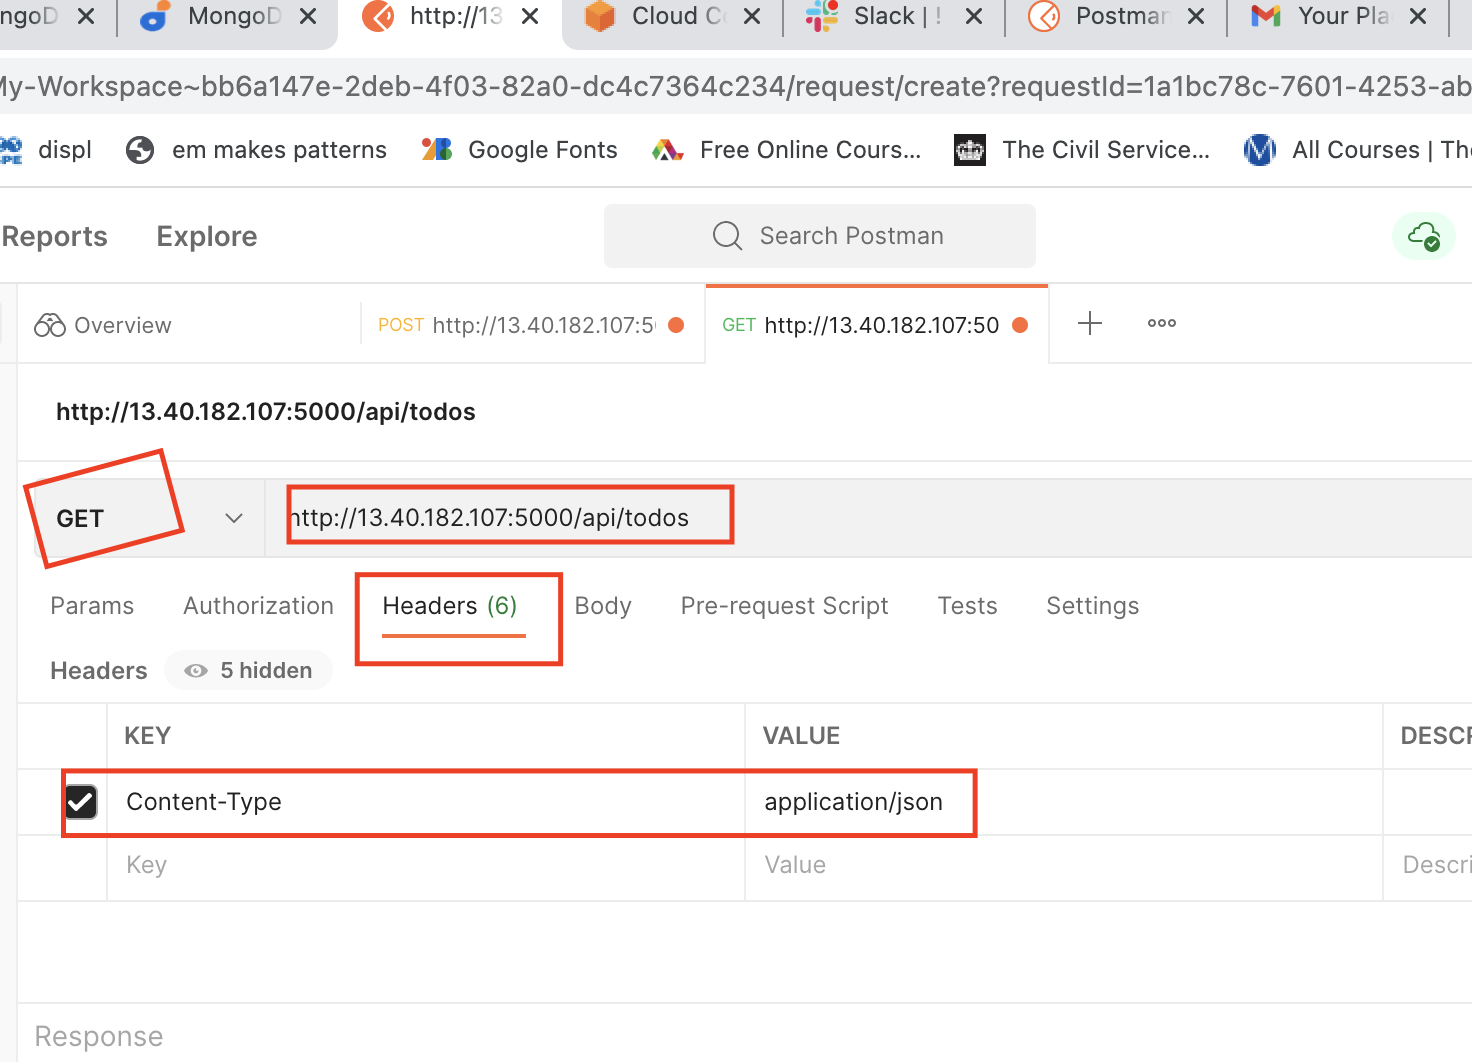 ngoD MongoD http://13 Cloud Co Slack | ! Postman Your Pla
My-Workspace~bb6a147e-2deb-4f03-82a0-dc4c7364c234/request/create?requestId=1a1bc78c-7601-4253-ab
displ em makes patterns Google Fonts Free Online Cours... The Civil Service... All Courses | The
Reports Explore Search Postman
Overview POST http://13.40.182.107:5 GET http://13.40.182.107:50
http://13.40.182.107:5000/api/todos
GET http://13.40.182.107:5000/api/todos
Params Authorization Headers (6) Body Pre-request Script Tests Settings
Headers 5 hidden
KEY VALUE DESCR
Content-Type application/json
Key Value Descri
Response